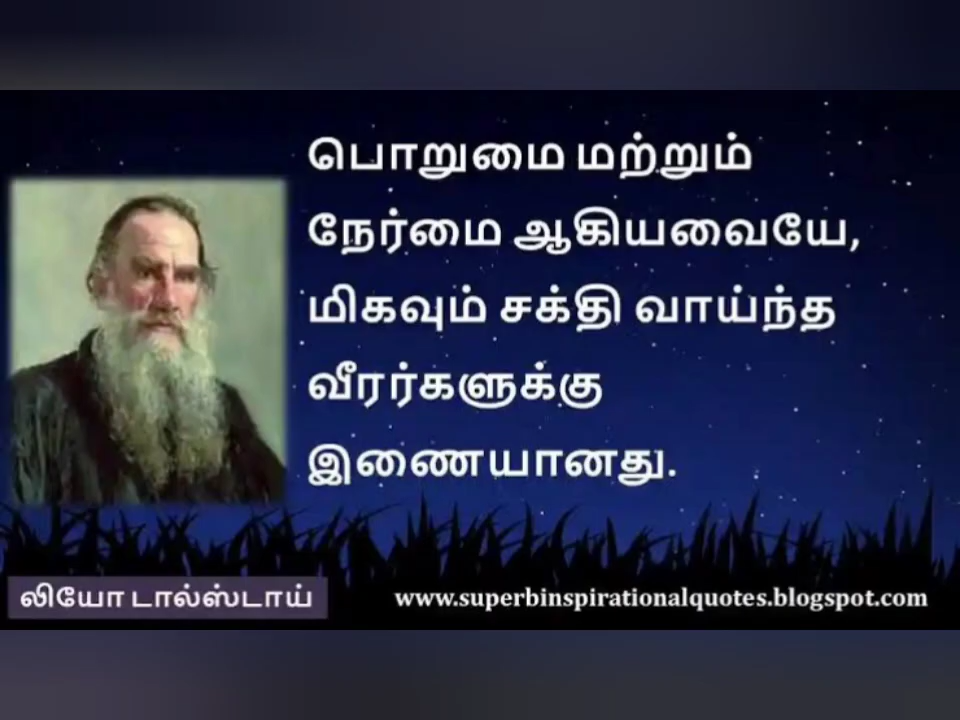 பொறுமை மற்றும்
நேர்மை ஆகியவையே,
மிகவும் சக்தி வாய்ந்த
வீரர்களுக்கு
இணையானது.
லியோ டால்ஸ்டாய்
www.superbinspirationalquotes.blogspot.com